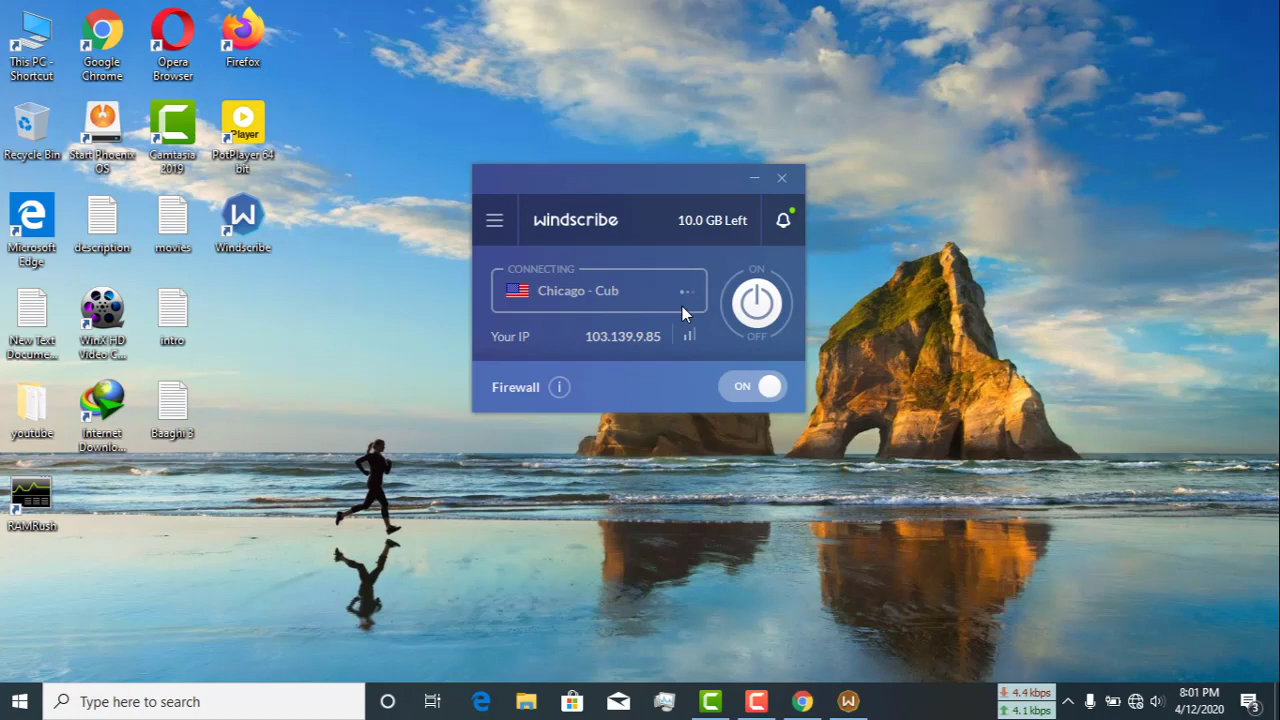 This PC -
Shortcut
Google
Chrome
Opera
Browser
Firefox
Recycle Bin
Start Phoenix
OS
Camtasia
2019
Player
PotPlayer 64
bit
Microsoft
Edge
description
movies
Windscribe
New Text
Docume...
WinX HD
Video C...
intro
youtube
Internet
Downlo...
Baaghi 3
RAMRush
windscribe
10.0 GB Left
CONNECTING
Chicago - Cub
ON
OFF
Your IP
103.139.9.85
Firewall
ON
Type here to search
4.4 kbps
4.1 kbps
8:01 PM
4/12/2020
3